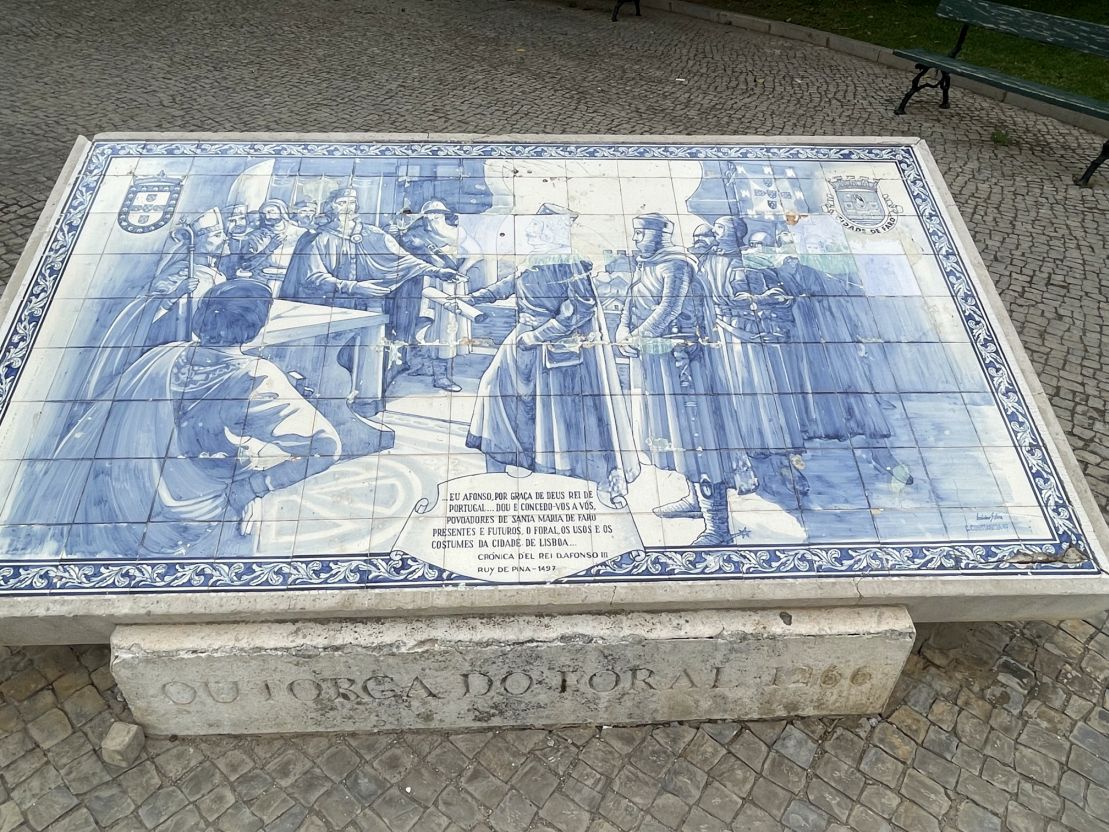 CIDADE DE FARO
...EU AFONSO, POR GRAÇA DE DEUS REI DE
PORTUGAL.... DOU E CONCEDO-VOS A VÓS,
POVOADORES DE SANTA MARIA DE FARO
PRESENTES E FUTUROS, O FORAL, OS USOS E OS
COSTUMES DA CIDADE DE LISBOA...
CRÓNICA DEL REI D.AFONSO III
RUY DE PINA - 1497
OUTORGA DO FORAL 1266